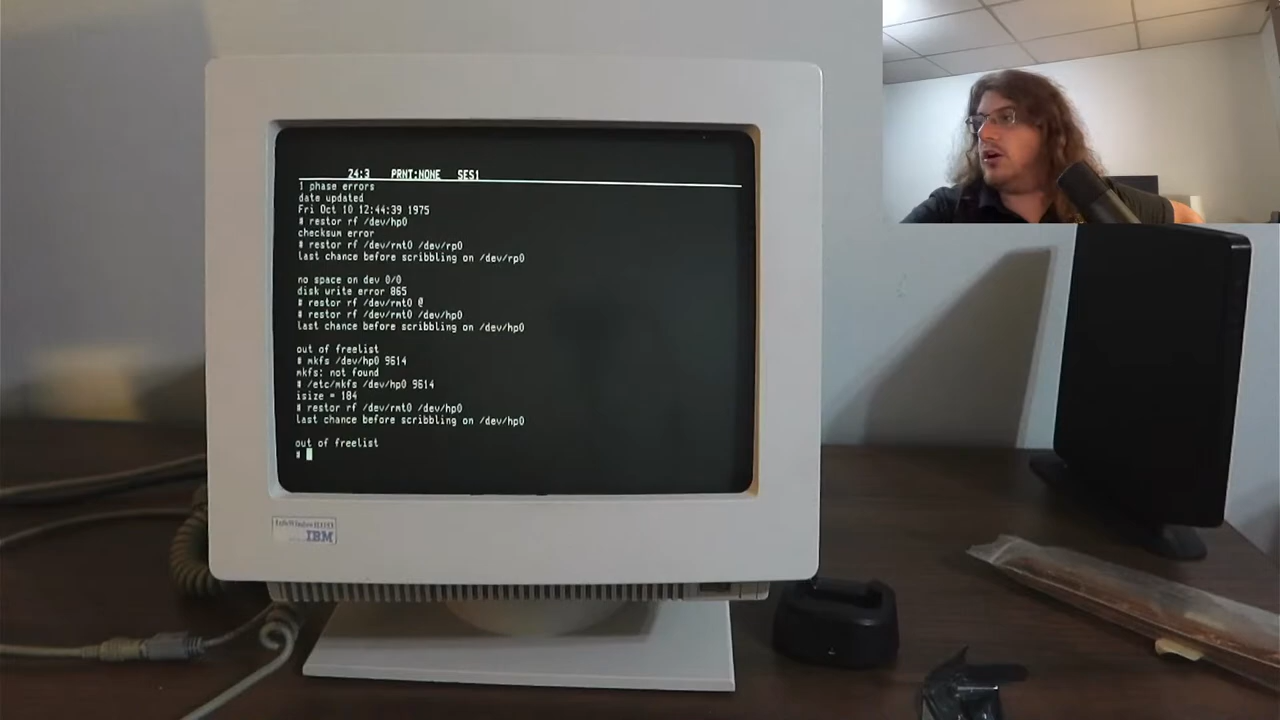 24:3 PRNT:NONE SES1
1 phase errors
date updated
Fri Oct 10 12:44:39 1975
# restor rf /dev/hp0
checksum error
# restor rf /dev/rmt0 /dev/rp0
last chance before scribbling on /dev/rp0
no space on dev 0/0
disk write error 865
# restor rf /dev/rmt0 @
# restor rf /dev/rmt0 /dev/hp0
last chance before scribbling on /dev/hp0
out of freelist
# mkfs /dev/hp0 9614
mkfs: not found
# /etc/mkfs /dev/hp0 9614
isize = 184
# restor rf /dev/rmt0 /dev/hp0
last chance before scribbling on /dev/hp0
out of freelist
#
IBM